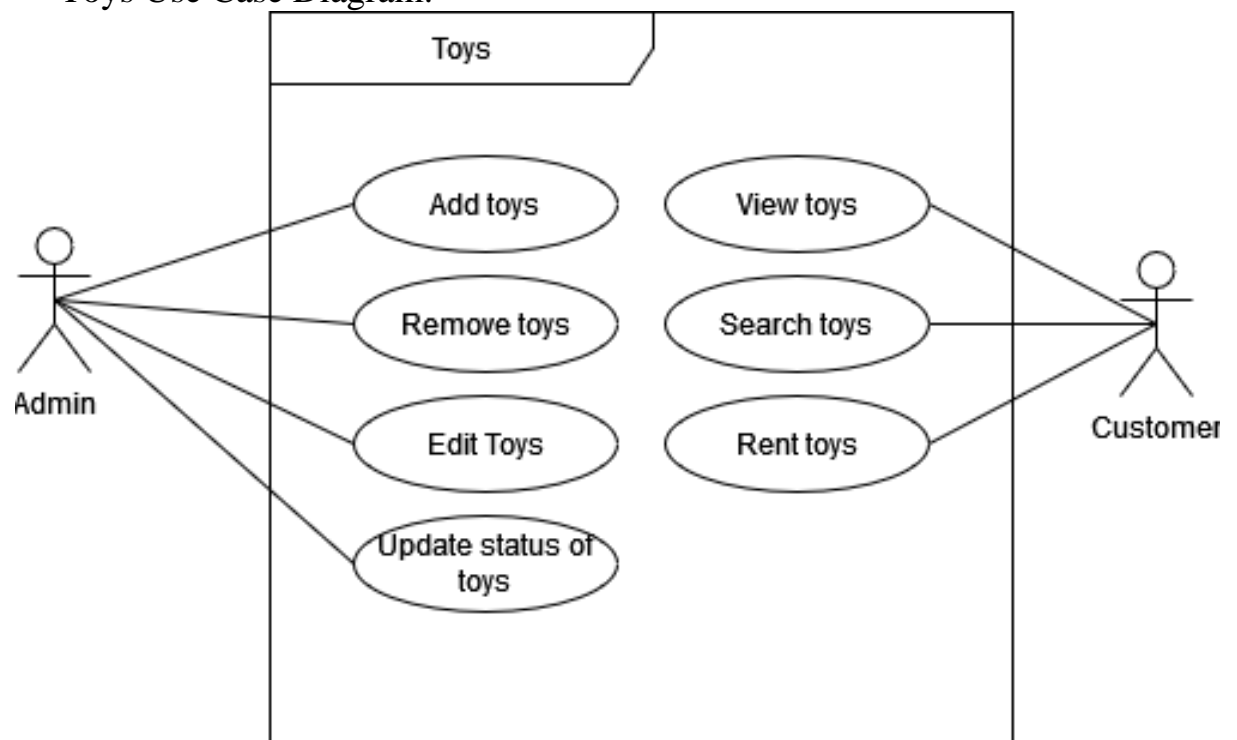 Toys Use Case Diagram:
Toys
Add toys
View toys
Remove toys
Search toys
Edit Toys
Rent toys
Update status of
toys
Admin
Customer